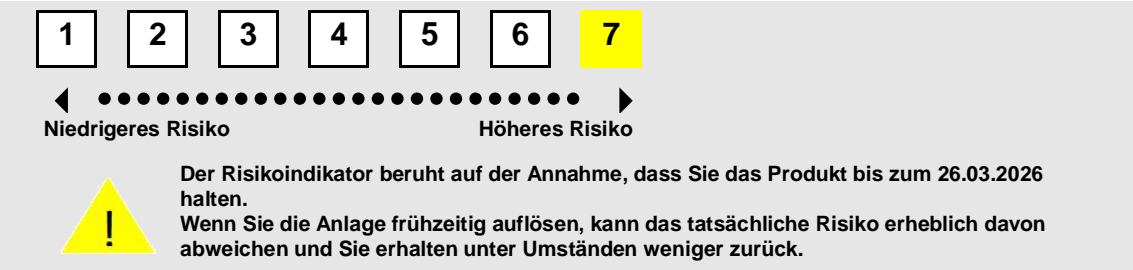 1 2 3 4 5 6 7
Niedrigeres Risiko Höheres Risiko
Der Risikoindikator beruht auf der Annahme, dass Sie das Produkt bis zum 26.03.2026
halten.
! Wenn Sie die Anlage frühzeitig auflösen, kann das tatsächliche Risiko erheblich davon
abweichen und Sie erhalten unter Umständen weniger zurück.